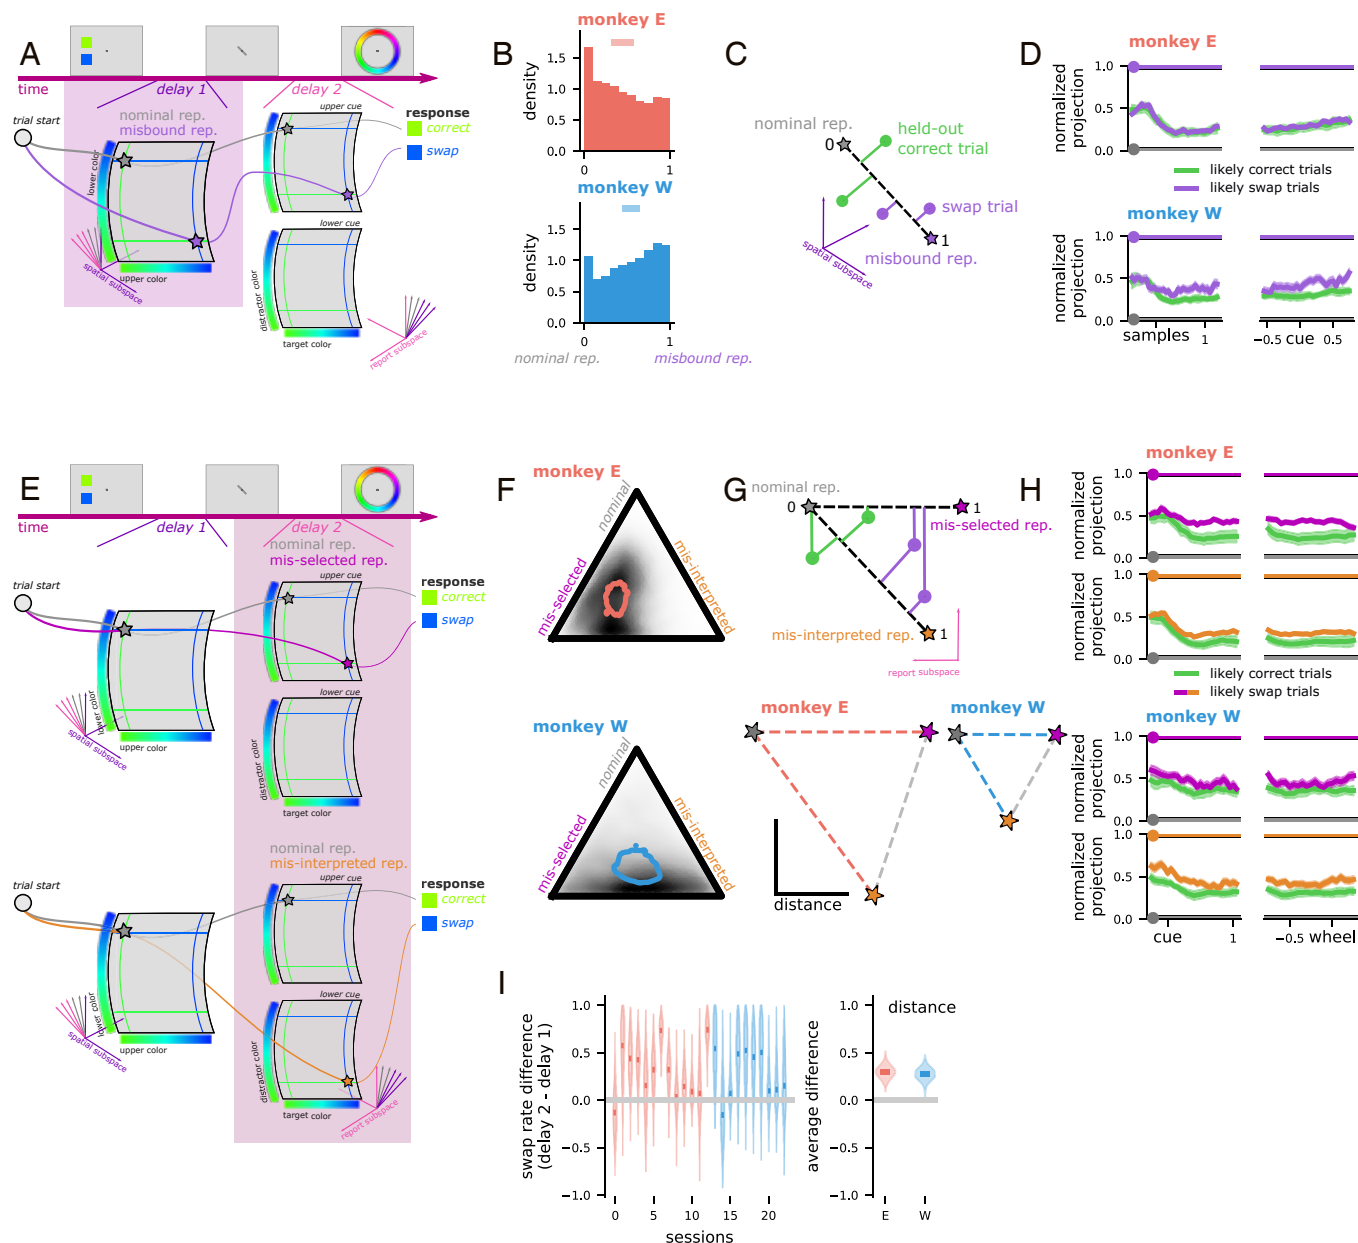 A
time
delay 1
delay 2
nominal rep.
misbound rep.
trial start
upper cue
response
correct
swap
lower color
upper color
spatial subspace
lower cue
distractor color
target color
report subspace
B
monkey E
density
1.5
1.0
0.5
0.0
0
1
monkey W
density
1.5
1.0
0.5
0.0
0
1
nominal rep.
misbound rep.
C
nominal rep.
0
held-out
correct trial
swap trial
1
misbound rep.
spatial subspace
D
monkey E
normalized
projection
1.0
0.5
0.0
likely correct trials
likely swap trials
monkey W
normalized
projection
1.0
0.5
0.0
samples
1
−0.5
cue
0.5
E
time
delay 1
delay 2
nominal rep.
mis-selected rep.
trial start
upper cue
response
correct
swap
lower color
upper color
spatial subspace
lower cue
distractor color
target color
nominal rep.
mis-interpreted rep.
trial start
upper cue
response
correct
swap
lower color
upper color
spatial subspace
lower cue
distractor color
target color
report subspace
F
monkey E
nominal
mis-selected
mis-interpreted
monkey W
nominal
mis-selected
mis-interpreted
G
nominal rep.
0
1
mis-selected rep.
mis-interpreted rep.
1
report subspace
monkey E
monkey W
distance
H
monkey E
normalized
projection
1.0
0.5
0.0
normalized
projection
1.0
0.5
0.0
likely correct trials
likely swap trials
monkey W
normalized
projection
1.0
0.5
0.0
normalized
projection
1.0
0.5
0.0
cue
1
−0.5
wheel
I
swap rate difference
(delay 2 - delay 1)
1.0
0.5
0.0
−0.5
−1.0
0
5
10
15
20
sessions
average difference
1.0
0.5
0.0
−0.5
−1.0
distance
E
W